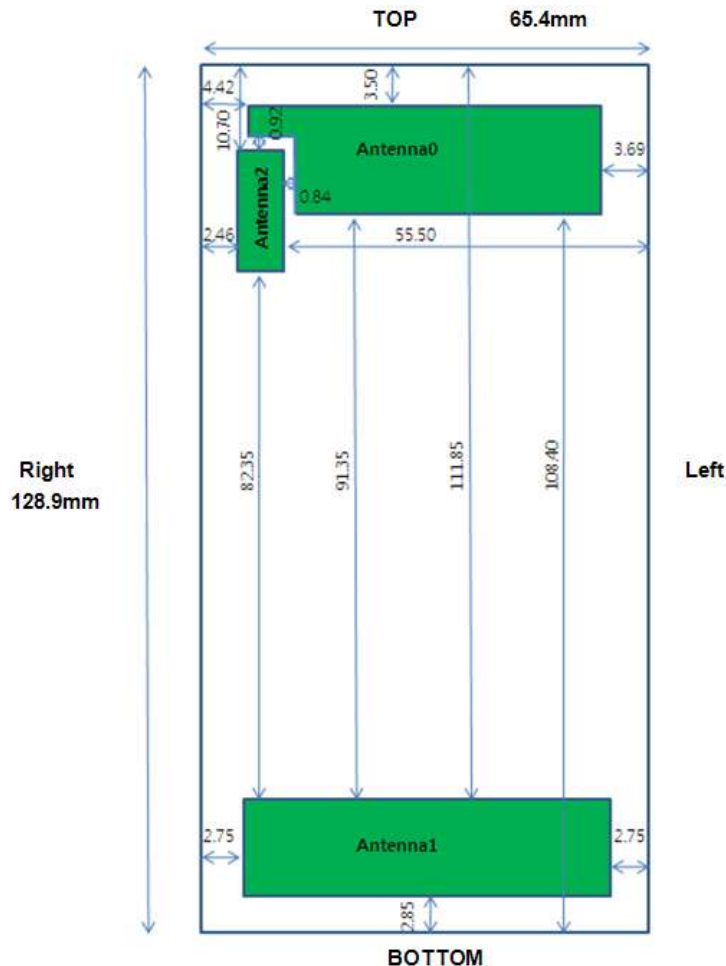 TOP 65.4mm
4.42
3.50
10.70
0.92
Antenna0
3.69
Antenna2
0.84
2.46
55.50
Right
128.9mm
82.35
91.35
111.85
108.40
Left
2.75
Antenna1
2.75
2.85
BOTTOM